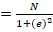 = N / 1+(e)²